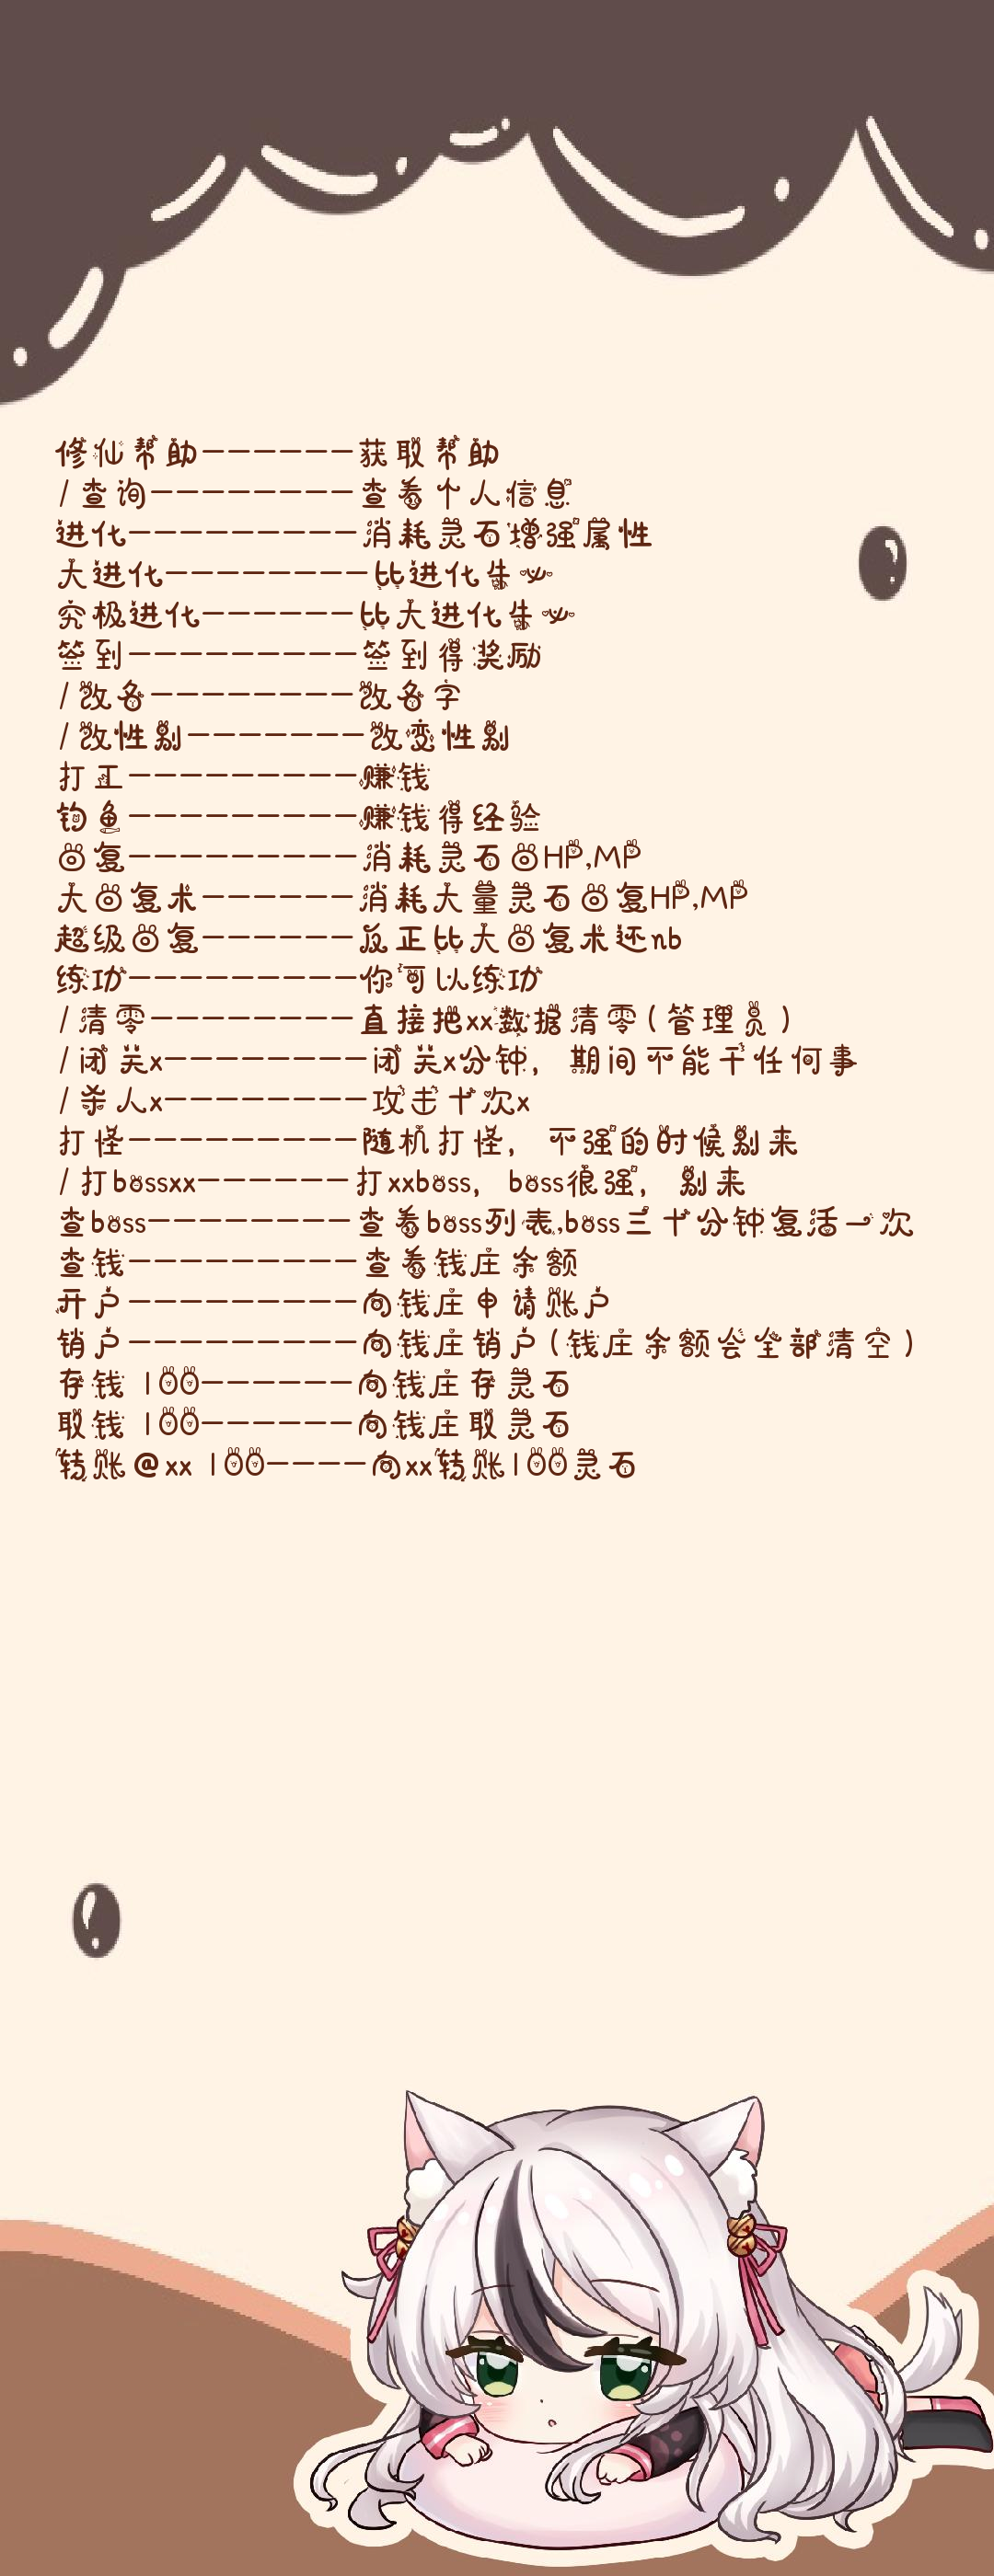 修仙帮助------获取帮助
/查询--------查看个人信息
进化---------消耗灵石增强属性
大进化--------比进化牛逼
究极进化------比大进化牛逼
签到---------签到得奖励
/改名--------改名字
/改性别-------改变性别
打工---------赚钱
钓鱼---------赚钱得经验
回复---------消耗灵石回HP,MP
大回复术------消耗大量灵石回复HP,MP
超级回复------反正比大回复术还nb
练功---------你可以练功
/清零--------直接把xx数据清零(管理员)
/闭关x--------闭关x分钟，期间不能干任何事
/杀人x--------攻击十次x
打怪---------随机打怪，不强的时候别来
/打bossxx------打xxboss，boss很强，别来
查boss--------查看boss列表,boss三十分钟复活一次
查钱---------查看钱庄余额
开户---------向钱庄申请账户
销户---------向钱庄销户(钱庄余额会全部清空)
存钱 100------向钱庄存灵石
取钱 100------向钱庄取灵石
转账@xx 100----向xx转账100灵石